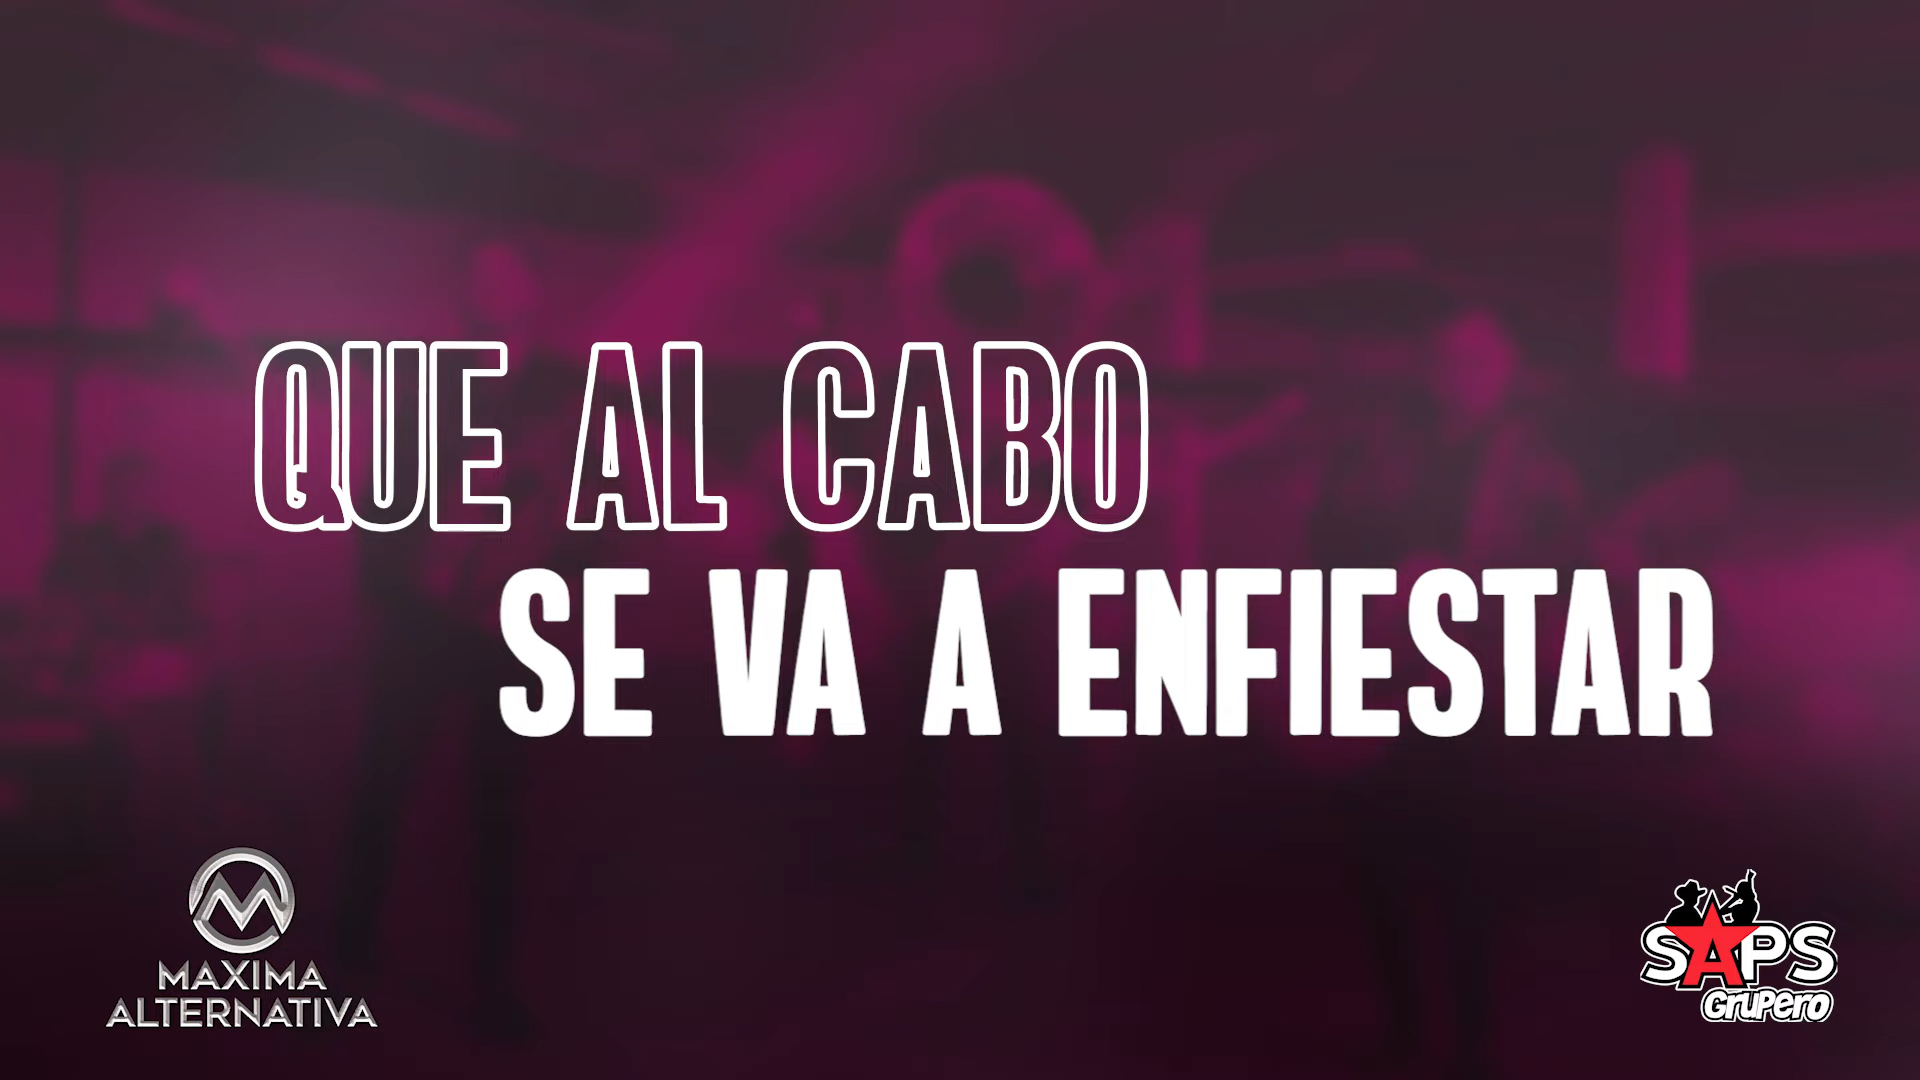 QUE AL CABO
SE VA A ENFIESTAR
MAXIMA
ALTERNATIVA
SAPS
GRUPERO